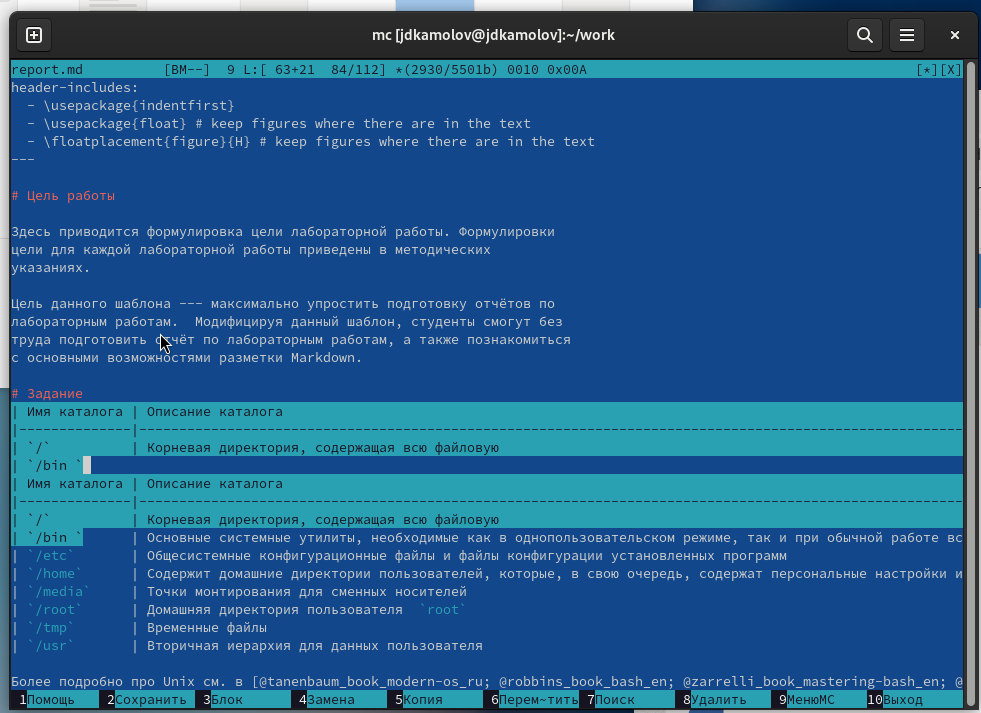 mc [jdkamolov@jdkamolov]:~/work
report.md [BM--] 9 L:[ 63+21 84/112] *(2930/5501b) 0010 0x00A [*][X]
header-includes:
- \usepackage{indentfirst}
- \usepackage{float} # keep figures where there are in the text
- \floatplacement{figure}{H} # keep figures where there are in the text
---
# Цель работы
Здесь приводится формулировка цели лабораторной работы. Формулировки
цели для каждой лабораторной работы приведены в методических
указаниях.
Цель данного шаблона --- максимально упростить подготовку отчётов по
лабораторным работам.  Модифицируя данный шаблон, студенты смогут без
труда подготовить отчёт по лабораторным работам, а также познакомиться
с основными возможностями разметки Markdown.
# Задание
| Имя каталога | Описание каталога
|--------------|-------------------------------------------------------------------------------------------------------
| `/` | Корневая директория, содержащая всю файловую
| `/bin `
| Имя каталога | Описание каталога
|--------------|-------------------------------------------------------------------------------------------------------
| `/` | Корневая директория, содержащая всю файловую
| `/bin ` | Основные системные утилиты, необходимые как в однопользовательском режиме, так и при обычной работе вс
| `/etc` | Общесистемные конфигурационные файлы и файлы конфигурации установленных программ
| `/home` | Содержит домашние директории пользователей, которые, в свою очередь, содержат персональные настройки и
| `/media` | Точки монтирования для сменных носителей
| `/root` | Домашняя директория пользователя  `root`
| `/tmp` | Временные файлы
| `/usr` | Вторичная иерархия для данных пользователя
Более подробно про Unix см. в [@tanenbaum_book_modern-os_ru; @robbins_book_bash_en; @zarrelli_book_mastering-bash_en; @
1Помощь 2Сохранить 3Блок 4Замена 5Копия 6Перем~тить 7Поиск 8Удалить 9МенюMC 10Выход